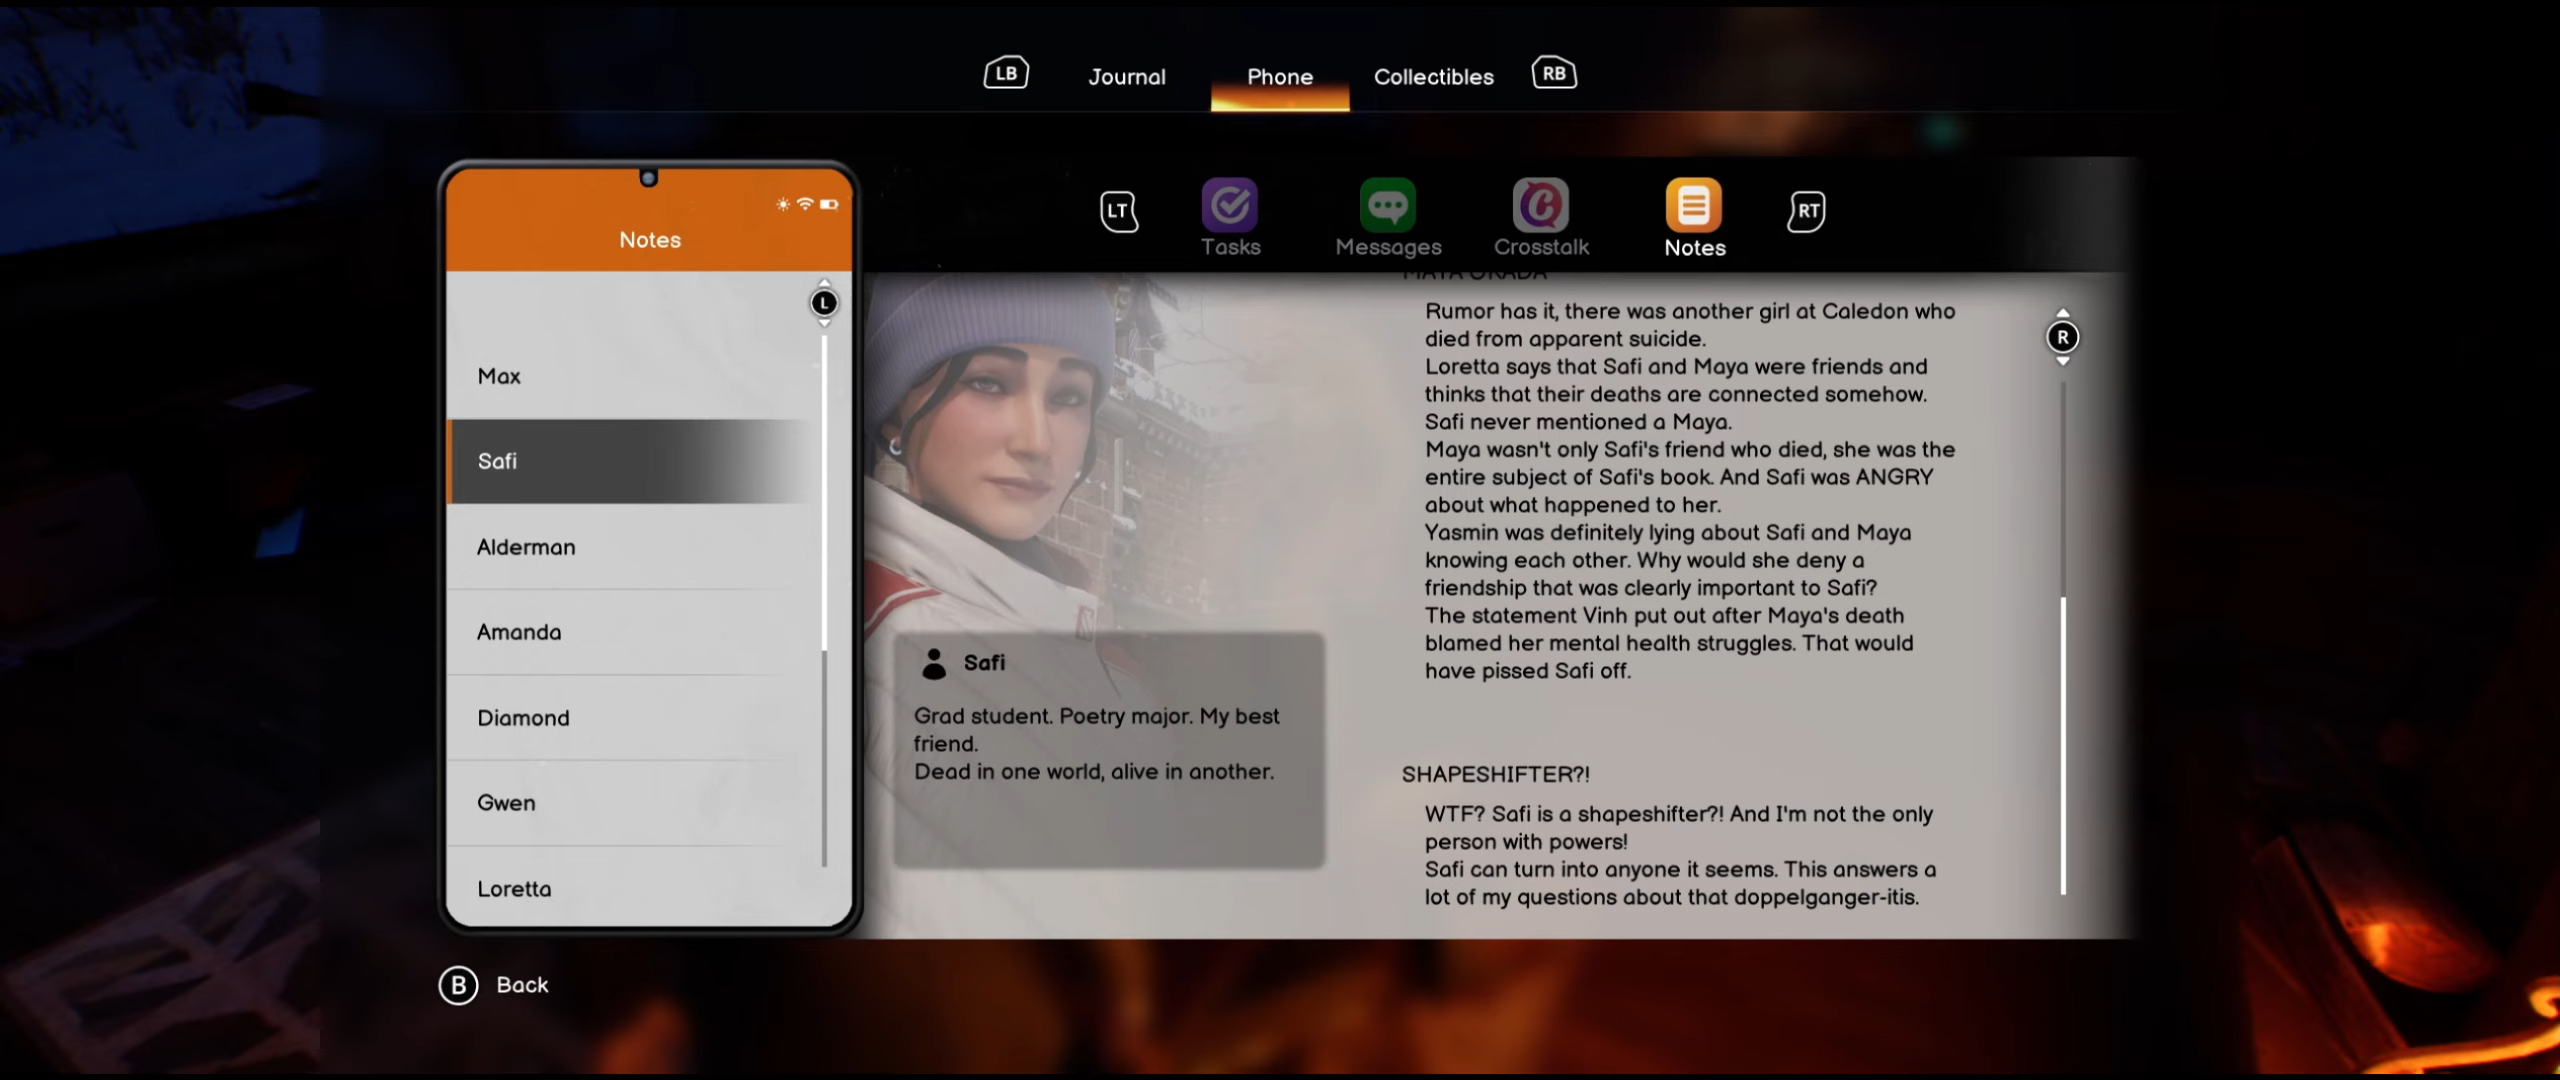 LB
Journal
Phone
Collectibles
RB
Notes
LT
Tasks
Messages
Crosstalk
Notes
RT
L
Max
Safi
Alderman
Amanda
Diamond
Gwen
Loretta
Safi
Grad student. Poetry major. My best
friend.
Dead in one world, alive in another.
MAYA OKADA
Rumor has it, there was another girl at Caledon who
died from apparent suicide.
Loretta says that Safi and Maya were friends and
thinks that their deaths are connected somehow.
Safi never mentioned a Maya.
Maya wasn't only Safi's friend who died, she was the
entire subject of Safi's book. And Safi was ANGRY
about what happened to her.
Yasmin was definitely lying about Safi and Maya
knowing each other. Why would she deny a
friendship that was clearly important to Safi?
The statement Vinh put out after Maya's death
blamed her mental health struggles. That would
have pissed Safi off.
SHAPESHIFTER?!
WTF? Safi is a shapeshifter?! And I'm not the only
person with powers!
Safi can turn into anyone it seems. This answers a
lot of my questions about that doppelganger-itis.
R
B Back